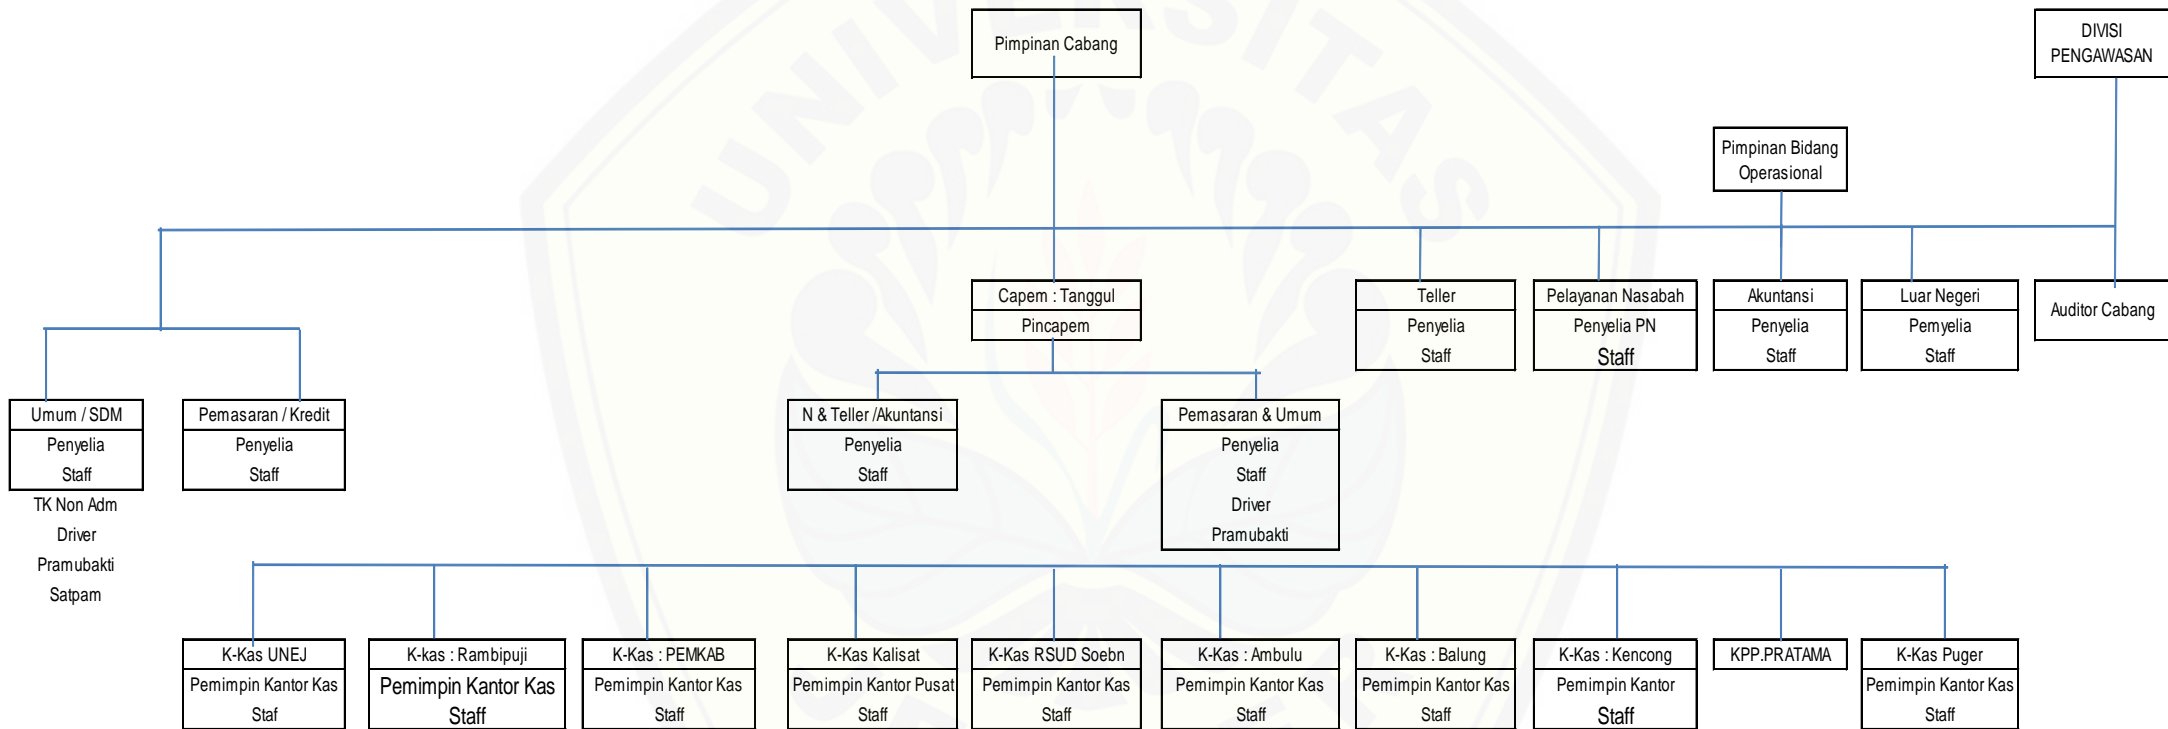 UNIVERSITAS
Pimpinan Cabang
DIVISI
PENGAWASAN
Pimpinan Bidang
Operasional
Capem : Tanggul
Pincapem
Teller
Penyelia
Staff
Pelayanan Nasabah
Penyelia PN
Staff
Akuntansi
Penyelia
Staff
Luar Negeri
Pemyelia
Staff
Auditor Cabang
Umum / SDM
Penyelia
Staff
TK Non Adm
Driver
Pramubakti
Satpam
Pemasaran / Kredit
Penyelia
Staff
N & Teller /Akuntansi
Penyelia
Staff
Pemasaran & Umum
Penyelia
Staff
Driver
Pramubakti
K-Kas UNEJ
Pemimpin Kantor Kas
Staf
K-kas : Rambipuji
Pemimpin Kantor Kas
Staff
K-Kas : PEMKAB
Pemimpin Kantor Kas
Staff
K-Kas Kalisat
Pemimpin Kantor Pusat
Staff
K-Kas RSUD Soebn
Pemimpin Kantor Kas
Staff
K-Kas : Ambulu
Pemimpin Kantor Kas
Staff
K-Kas : Balung
Pemimpin Kantor Kas
Staff
K-Kas : Kencong
Pemimpin Kantor
Staff
KPP.PRATAMA
K-Kas Puger
Pemimpin Kantor Kas
Staff